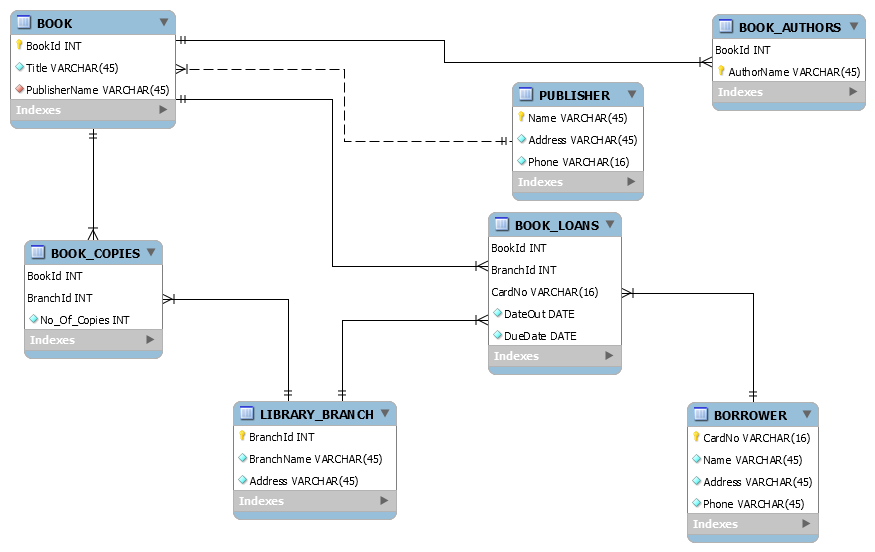 BOOK
BookId INT
Title VARCHAR(45)
PublisherName VARCHAR(45)
Indexes
BOOK_AUTHORS
BookId INT
AuthorName VARCHAR(45)
Indexes
PUBLISHER
Name VARCHAR(45)
Address VARCHAR(45)
Phone VARCHAR(16)
Indexes
BOOK_COPIES
BookId INT
BranchId INT
No_Of_Copies INT
Indexes
BOOK_LOANS
BookId INT
BranchId INT
CardNo VARCHAR(16)
DateOut DATE
DueDate DATE
Indexes
LIBRARY_BRANCH
BranchId INT
BranchName VARCHAR(45)
Address VARCHAR(45)
Indexes
BORROWER
CardNo VARCHAR(16)
Name VARCHAR(45)
Address VARCHAR(45)
Phone VARCHAR(45)
Indexes